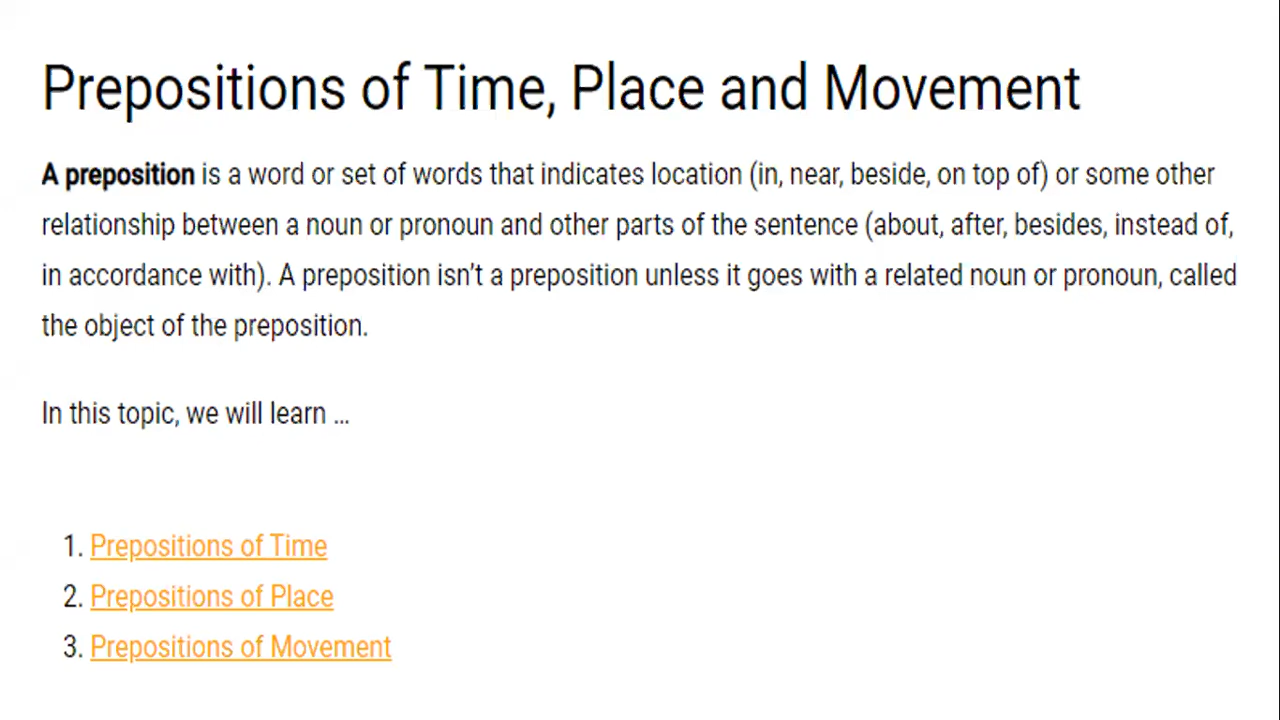 Prepositions of Time, Place and Movement
A preposition is a word or set of words that indicates location (in, near, beside, on top of) or some other
relationship between a noun or pronoun and other parts of the sentence (about, after, besides, instead of,
in accordance with). A preposition isn't a preposition unless it goes with a related noun or pronoun, called
the object of the preposition.
In this topic, we will learn ...
1. Prepositions of Time
2. Prepositions of Place
3. Prepositions of Movement